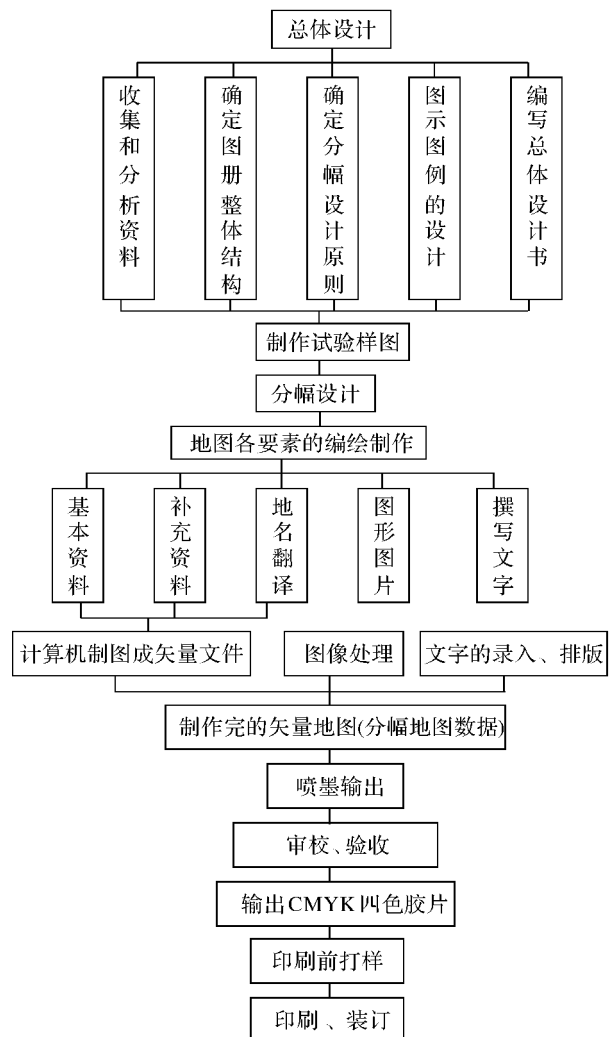 总体设计
收集和分析资料
确定图册整体结构
确定分幅设计原则
图示图例的设计
编写总体设计书
制作试验样图
分幅设计
地图各要素的编绘制作
基本资料
补充资料
地名翻译
图形图片
撰写文字
计算机制图成矢量文件
图像处理
文字的录入、排版
制作完的矢量地图(分幅地图数据)
喷墨输出
审校、验收
输出CMYK四色胶片
印刷前打样
印刷、装订